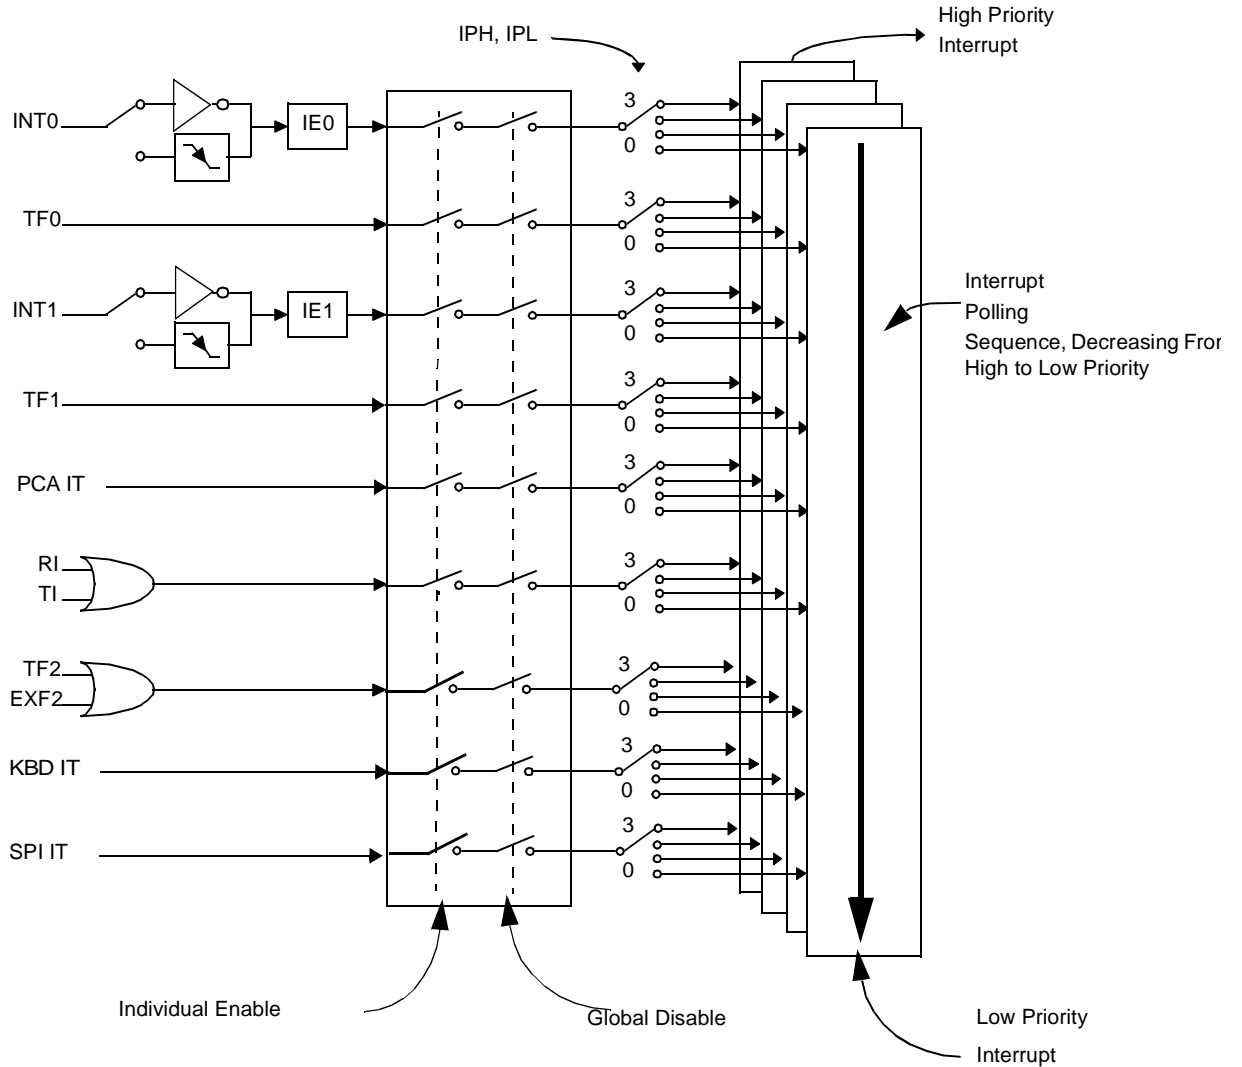 High Priority
Interrupt
IPH, IPL
INT0
IE0
3
0
TF0
3
0
INT1
IE1
3
0
Interrupt
Polling
Sequence, Decreasing Fror
High to Low Priority
TF1
3
0
PCA IT
3
0
RI
TI
3
0
TF2
EXF2
3
0
KBD IT
3
0
SPI IT
3
0
Individual Enable
Global Disable
Low Priority
Interrupt